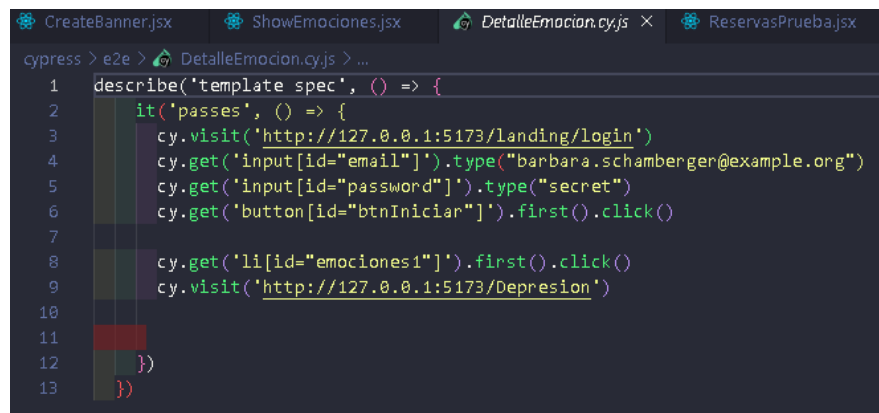 CreateBanner.jsx ShowEmociones.jsx DetalleEmocion.cy.js × ReservasPrueba.jsx
cypress > e2e > DetalleEmocion.cy.js > ...
1 describe('template spec', () => {
2 it('passes', () => {
3 cy.visit('http://127.0.0.1:5173/landing/login')
4 cy.get('input[id="email"]').type("barbara.schamberger@example.org")
5 cy.get('input[id="password"]').type("secret")
6 cy.get('button[id="btnIniciar"]').first().click()
7
8 cy.get('li[id="emociones1"]').first().click()
9 cy.visit('http://127.0.0.1:5173/Depresion')
10
11
12 })
13 })